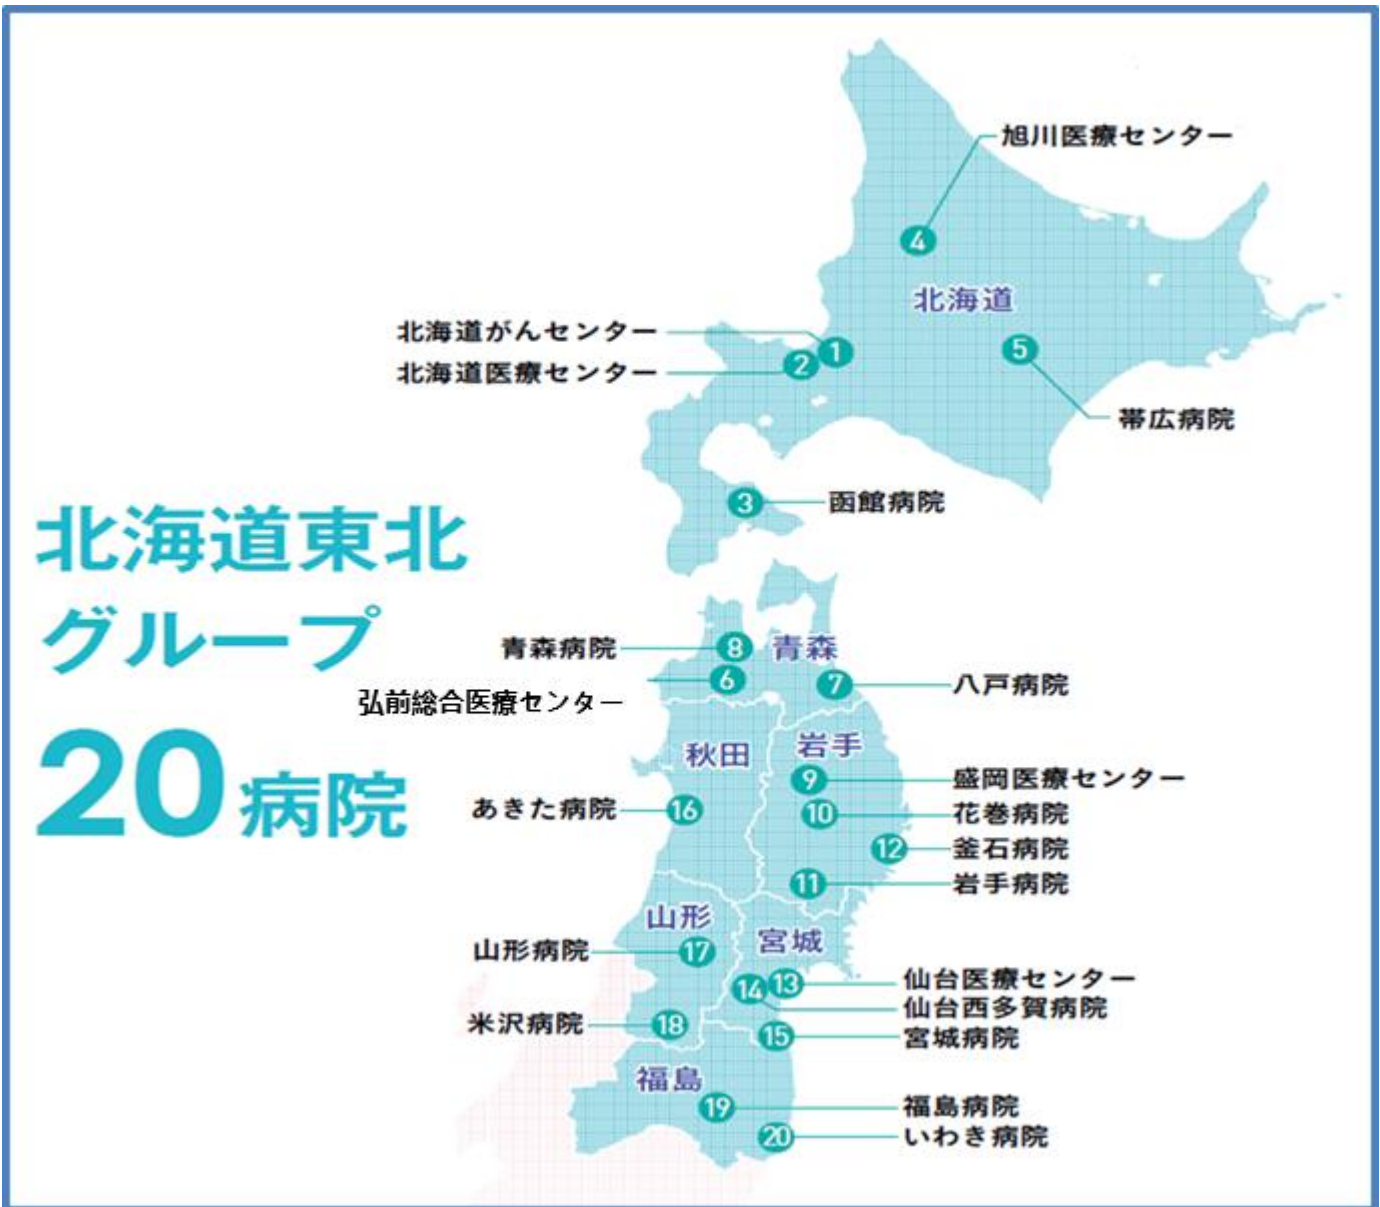 旭川医療センター
4
北海道
北海道がんセンター
1
5
2
北海道医療センター
帯広病院
3
函館病院
北海道東北
グループ
20病院
青森病院
8
青森
6
7
八戸病院
弘前総合医療センター
秋田
岩手
9
盛岡医療センター
あきた病院
16
10
花巻病院
12
釜石病院
11
岩手病院
山形
宮城
山形病院
17
13
仙台医療センター
14
仙台西多賀病院
米沢病院
18
15
宮城病院
福島
19
福島病院
20
いわき病院